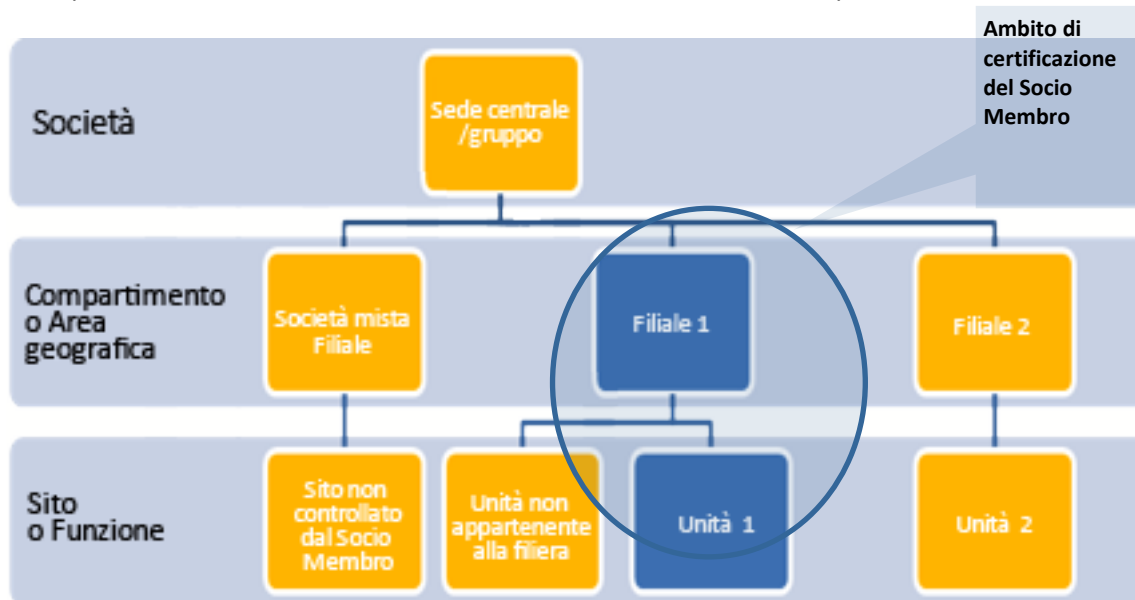 Ambito di
certificazione
del Socio
Membro
Società
Sede centrale
/gruppo
Compartimento
o Area
geografica
Società mista
Filiale
Filiale 1
Filiale 2
Sito
o Funzione
Sito non
controllato
dal Socio
Membro
Unità non
appartenente
alla filiera
Unità 1
Unità 2